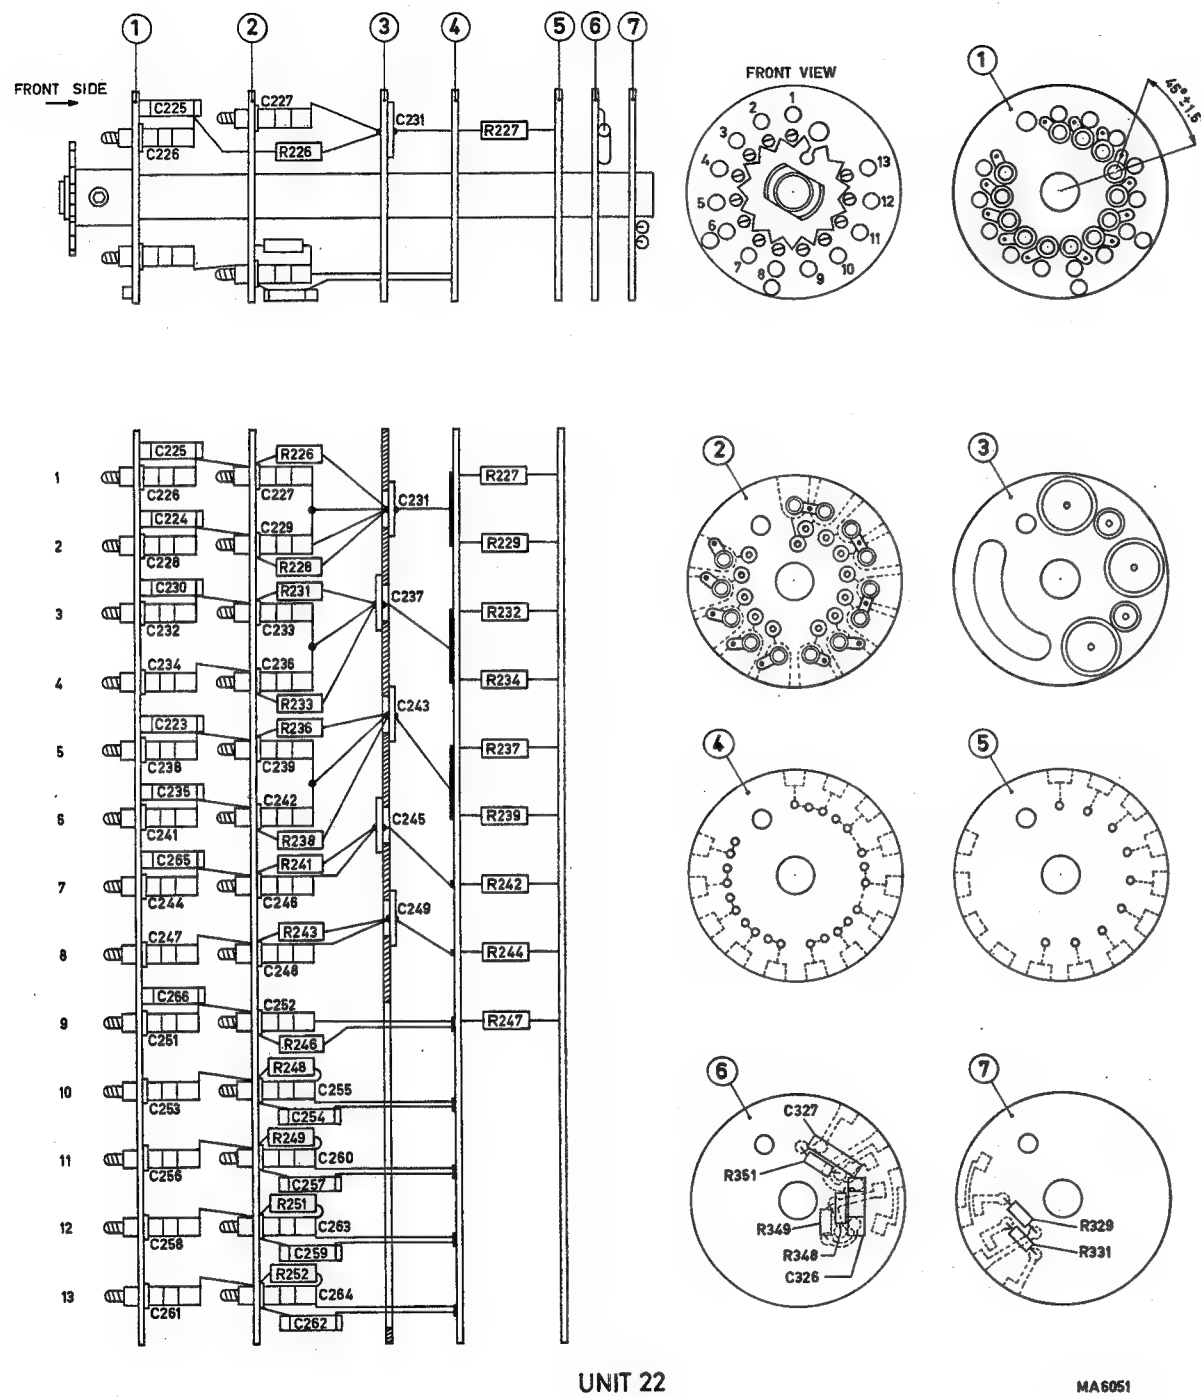 1 2 3 4 5 6 7
FRONT SIDE
C225
C226
C227
R226
C231
R227
FRONT VIEW
1
2
3
4
5
6
7
8
9
10
11
12
13
1
45°±1.5°
1
C225
C226
R226
C227
C231
R227
2
C224
C228
C229
R228
R229
3
C230
C232
R231
C233
C237
R232
4
C234
C236
R233
R234
5
C223
C238
R236
C239
C243
R237
6
C235
C241
C242
R238
C245
R239
7
C265
C244
R241
C246
R242
8
C247
R243
C248
C249
R244
9
C266
C251
C252
R246
R247
10
C253
R248
C255
C254
11
C256
R249
C260
C257
12
C258
R251
C263
C259
13
C261
R252
C264
C262
2
3
4
5
6
C327
R351
R349
R348
C326
7
R329
R331
UNIT 22
MA6051